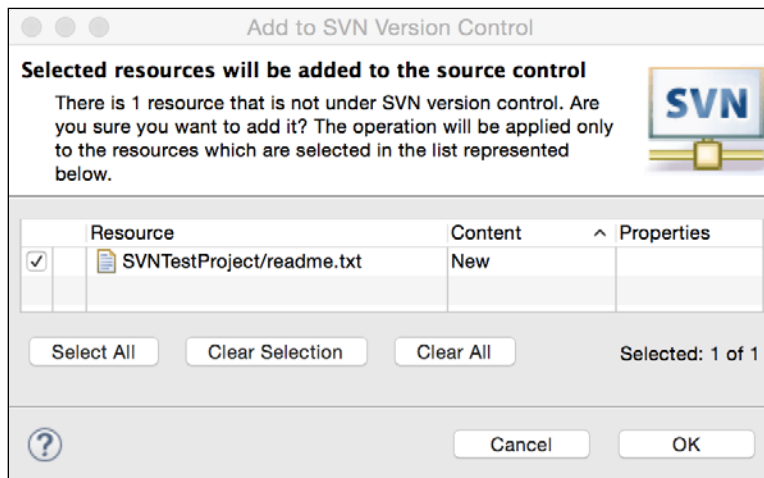 Add to SVN Version Control
Selected resources will be added to the source control
There is 1 resource that is not under SVN version control. Are
you sure you want to add it? The operation will be applied only
to the resources which are selected in the list represented
below.
SVN
Resource Content Properties
SVNTestProject/readme.txt New
Select All Clear Selection Clear All Selected: 1 of 1
? Cancel OK